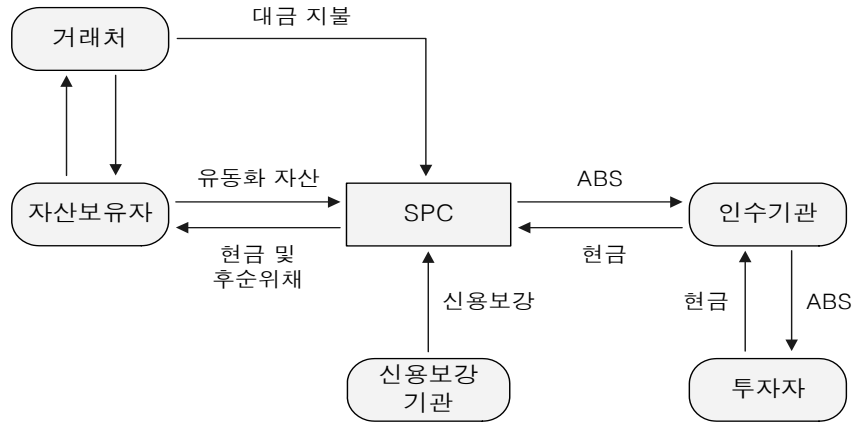 대금 지불
거래처
유동화 자산
ABS
자산보유자
SPC
인수기관
현금 및
후순위채
현금
신용보강
현금
ABS
신용보강
기관
투자자